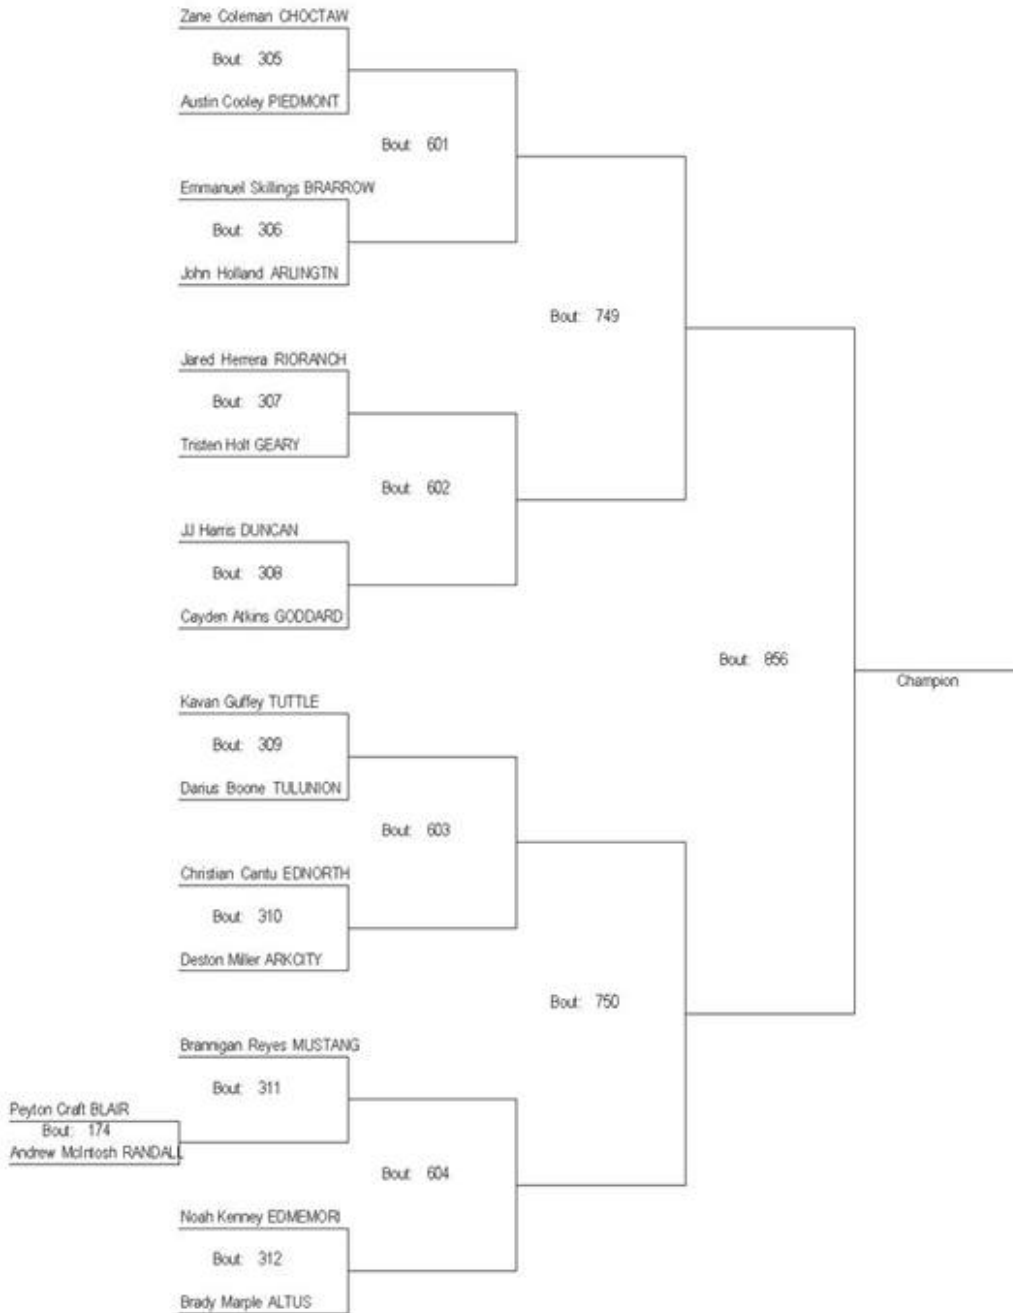 Zane Coleman CHOCTAW
Bout: 305
Austin Cooley PIEDMONT
Bout: 601
Emmanuel Skillings BRARROW
Bout: 306
John Holland ARLINGTN
Bout: 749
Jared Herrera RIORANCH
Bout: 307
Tristen Holt GEARY
Bout: 602
JJ Harris DUNCAN
Bout: 308
Cayden Atkins GODDARD
Bout: 856
Champion
Kavan Guffey TUTTLE
Bout: 309
Darius Boone TULUNION
Bout: 603
Christian Cantu EDNORTH
Bout: 310
Deston Miller ARKCITY
Bout: 750
Brannigan Reyes MUSTANG
Bout: 311
Peyton Craft BLAIR
Bout: 174
Andrew McIntosh RANDALL
Bout: 604
Noah Kenney EDMEMORI
Bout: 312
Brady Marple ALTUS